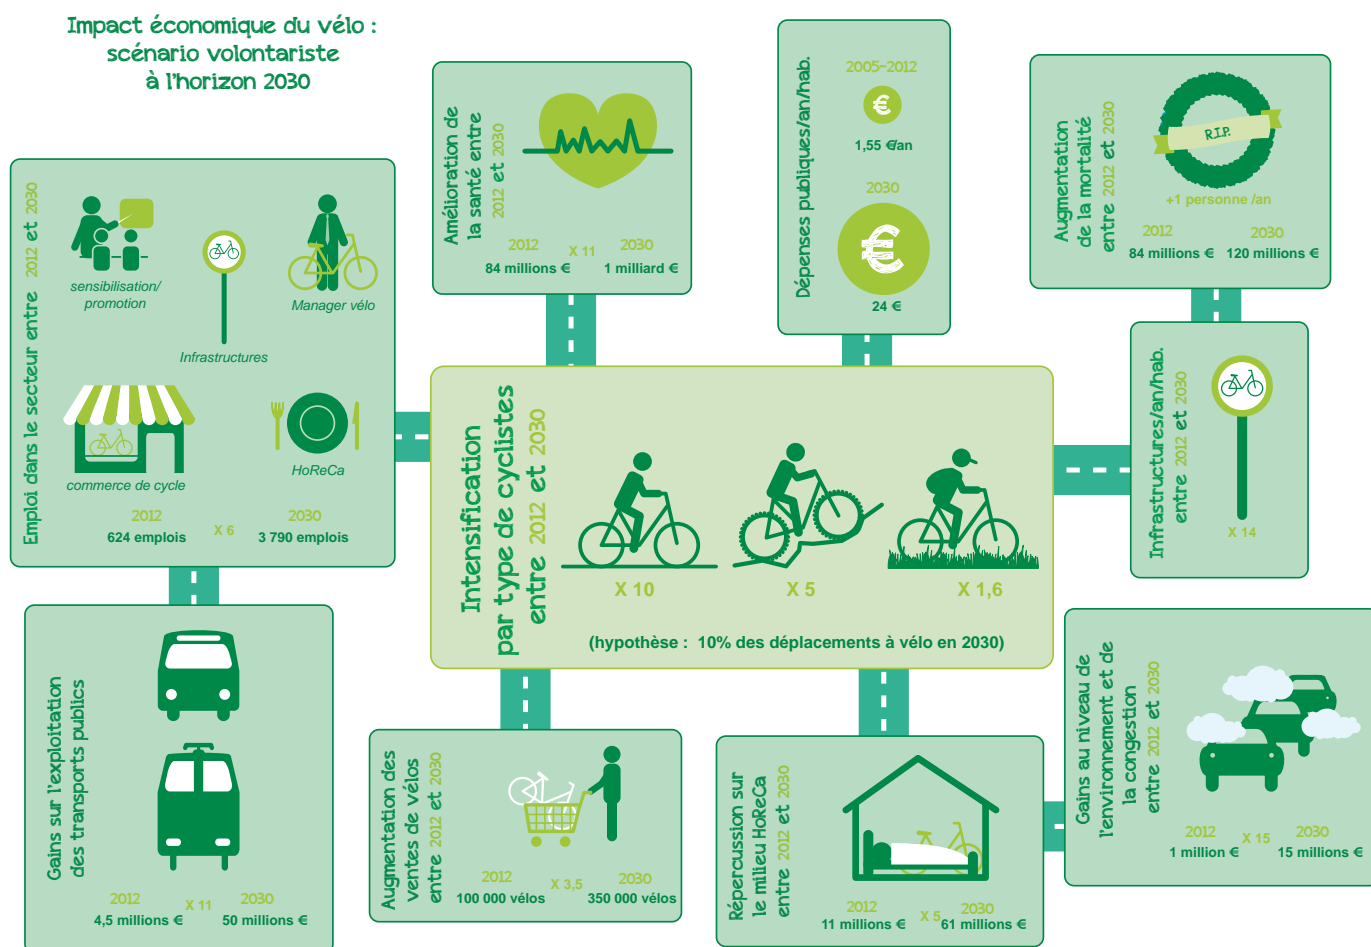 Impact économique du vélo :
scénario volontariste
à l'horizon 2030
Emploi dans le secteur entre 2012 et 2030
sensibilisation/
promotion
Manager vélo
Infrastructures
commerce de cycle
HoReCa
2012
624 emplois
X 6
2030
3 790 emplois
Amélioration de
la santé entre
2012 et 2030
2012
84 millions €
X 11
2030
1 milliard €
Dépenses publiques/an/hab.
2005-2012
€
1,55 €/an
2030
€
24 €
Augmentation
de la mortalité
entre 2012 et 2030
R.I.P.
+1 personne /an
2012
84 millions €
2030
120 millions €
Infrastructures/an/hab.
entre 2012 et 2030
X 14
Intensification
par type de cyclistes
entre 2012 et 2030
X 10
X 5
X 1,6
(hypothèse : 10% des déplacements à vélo en 2030)
Gains sur l'exploitation
des transports publics
2012
4,5 millions €
X 11
2030
50 millions €
Augmentation des
ventes de vélos
entre 2012 et 2030
2012
100 000 vélos
X 3,5
2030
350 000 vélos
Répercussion sur
le milieu HoReCa
entre 2012 et 2030
2012
11 millions €
X 5
2030
61 millions €
Gains au niveau de
l'environnement et de
la congestion
entre 2012 et 2030
2012
1 million €
X 15
2030
15 millions €